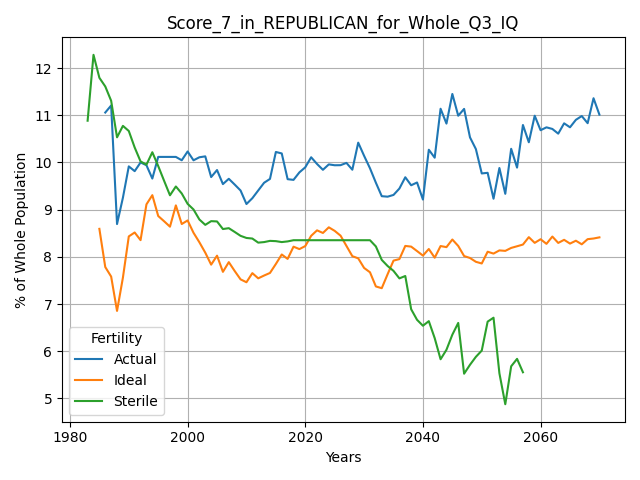 Score_7_in_REPUBLICAN_for_Whole_Q3_IQ
% of Whole Population
12
11
10
9
8
7
6
5
Fertility
Actual
Ideal
Sterile
1980
2000
2020
2040
2060
Years